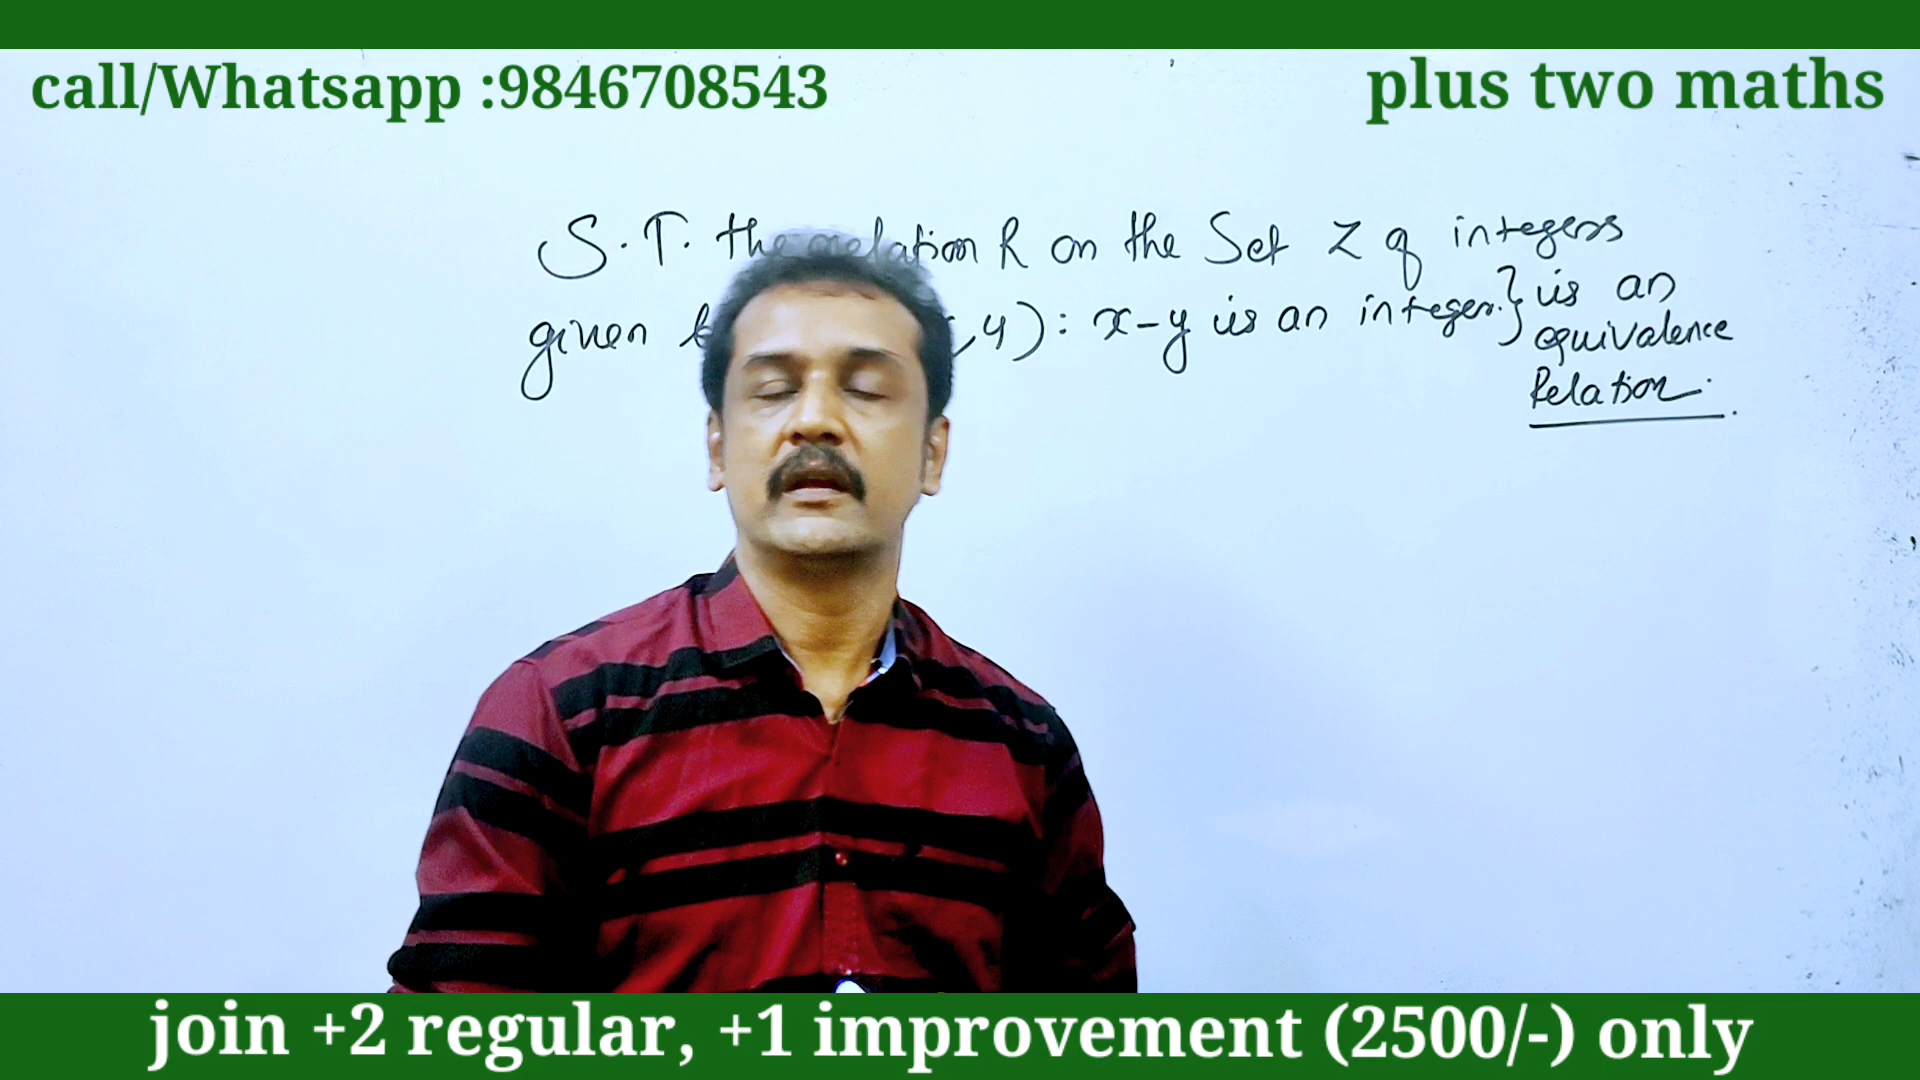 call/Whatsapp :9846708543
plus two maths
S.T. the relation R on the Set Z of integers
given , y) : x-y is an integer.} is an
equivalence
Relation.
join +2 regular, +1 improvement (2500/-) only